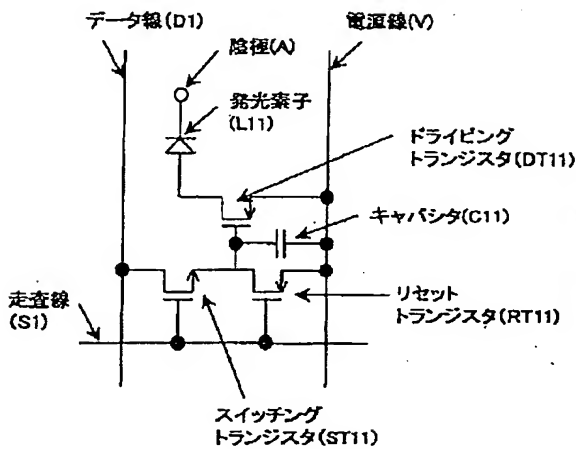 データ線(D1)
陰極(A)
電源線(V)
発光素子
(L11)
ドライビング
トランジスタ(DT11)
キャパシタ(C11)
走査線
(S1)
リセット
トランジスタ(RT11)
スイッチング
トランジスタ(ST11)